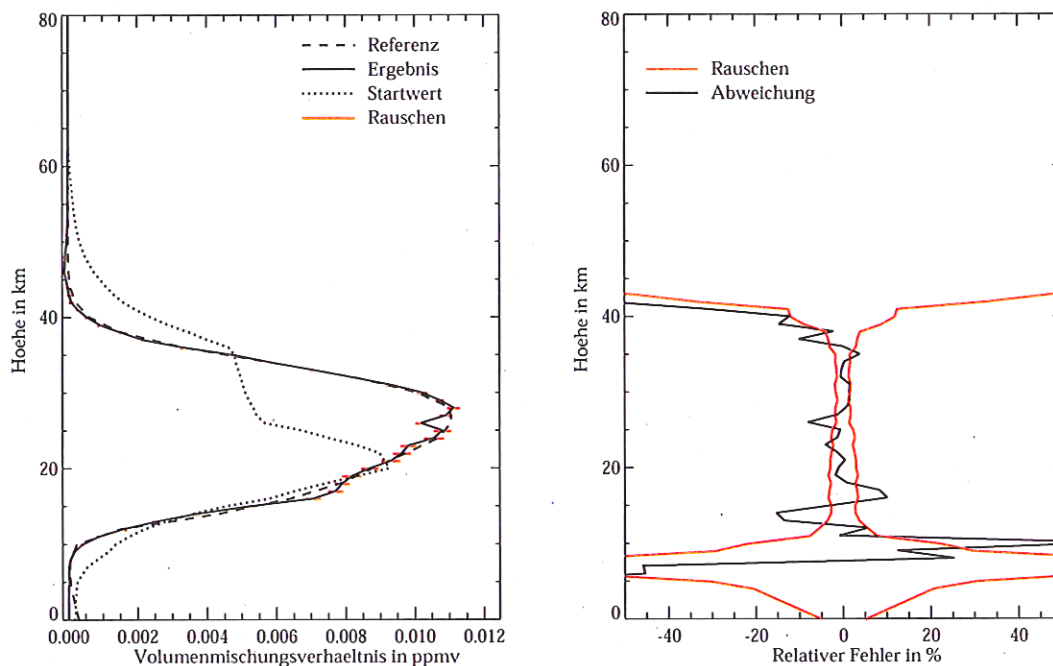 80
60
40
20
0
Hoehe in km
Referenz
Ergebnis
Startwert
Rauschen
0.000 0.002 0.004 0.006 0.008 0.010 0.012
Volumenmischungsverhaeltnis in ppmv
80
60
40
20
0
Hoehe in km
Rauschen
Abweichung
-40 -20 0 20 40
Relativer Fehler in %